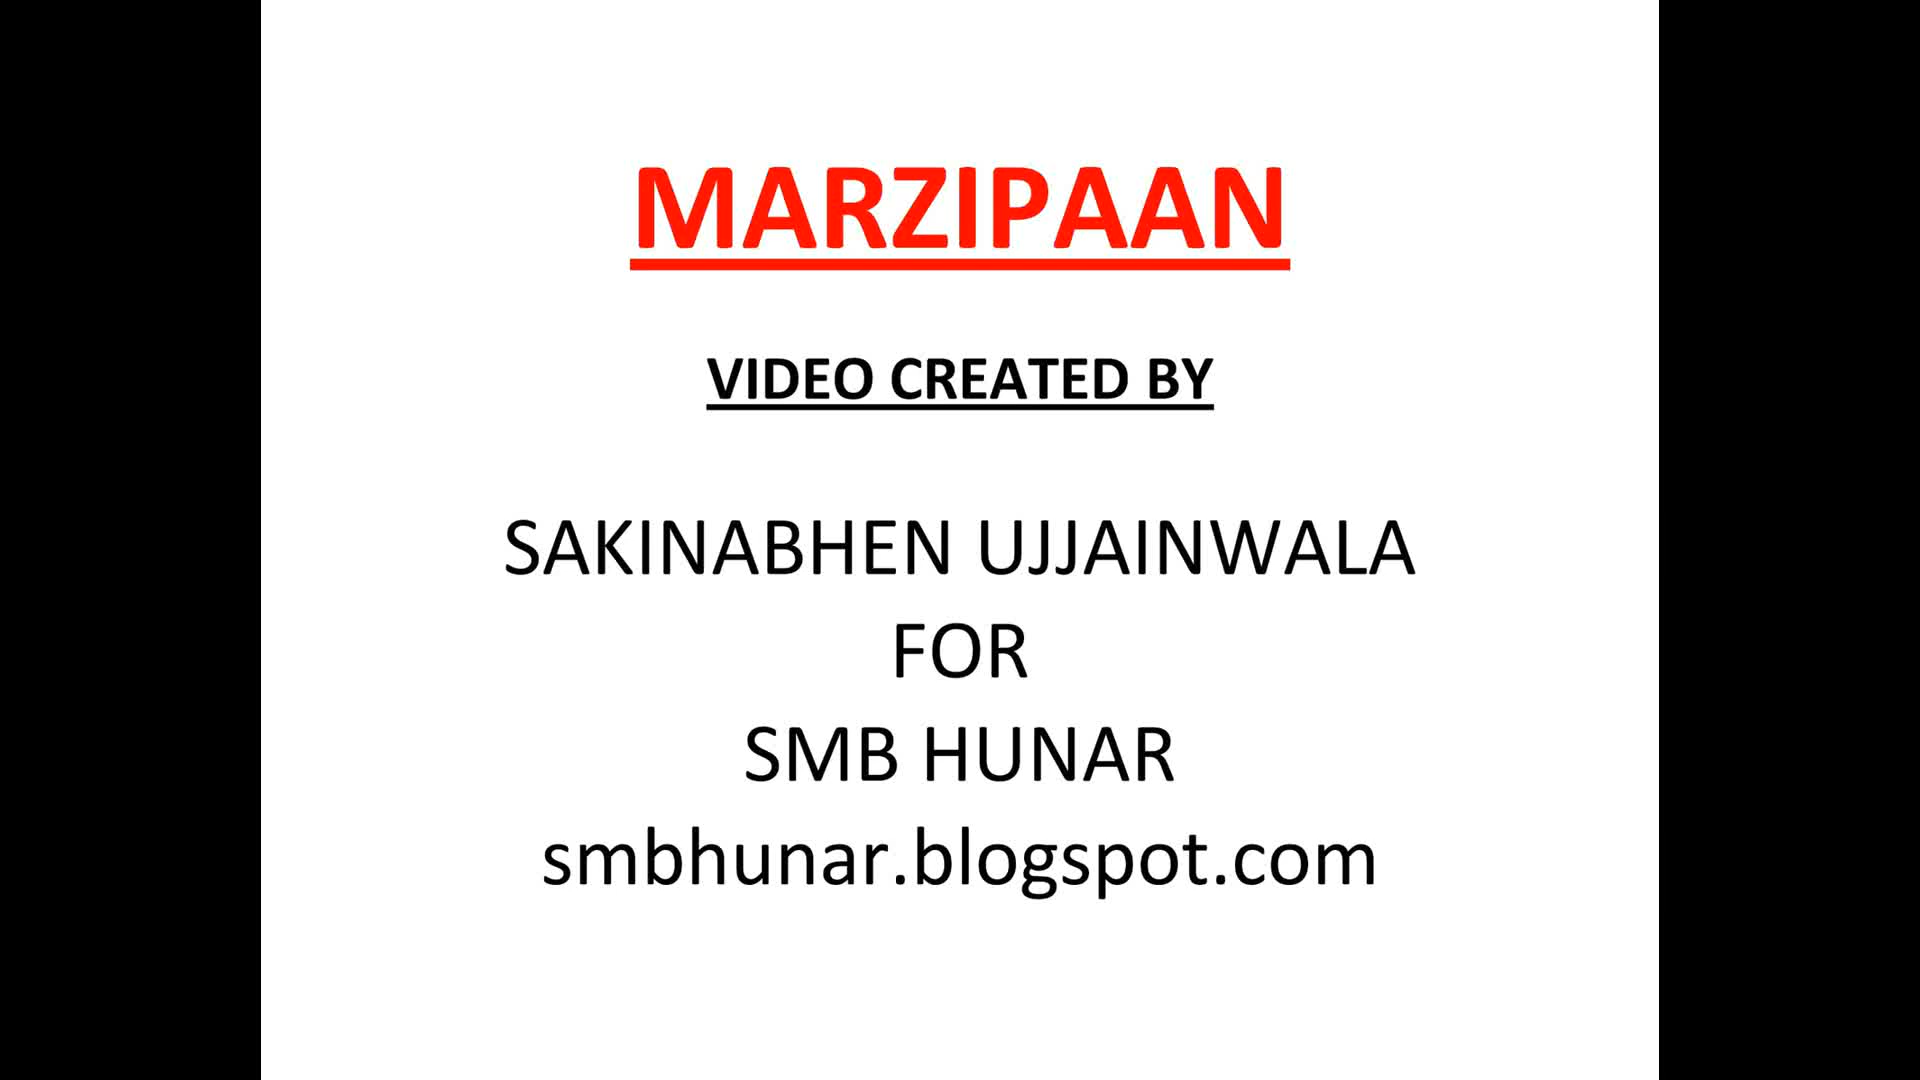 MARZIPAAN
VIDEO CREATED BY
SAKINABHEN UJJAINWALA
FOR
SMB HUNAR
smbhunar.blogspot.com